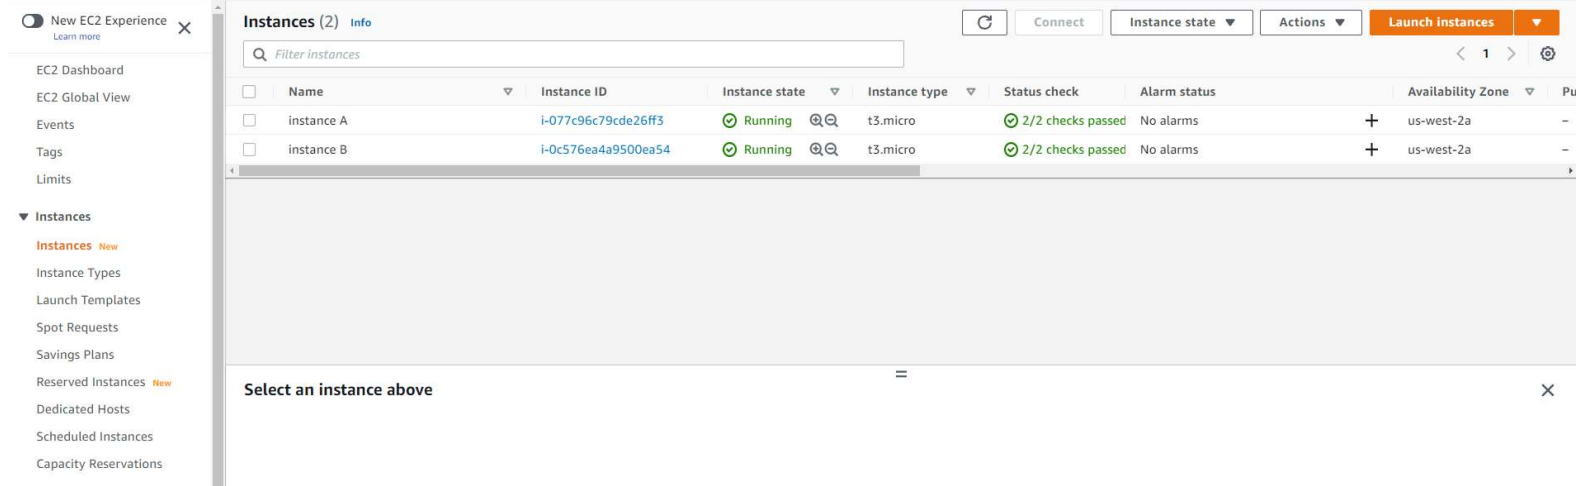 New EC2 Experience
Learn more
EC2 Dashboard
EC2 Global View
Events
Tags
Limits
Instances
Instances New
Instance Types
Launch Templates
Spot Requests
Savings Plans
Reserved Instances New
Dedicated Hosts
Scheduled Instances
Capacity Reservations
Instances (2) Info
Connect Instance state Actions Launch instances
Filter instances
1
Name Instance ID Instance state Instance type Status check Alarm status Availability Zone Pu
instance A i-077c96c79cde26ff3 Running t3.micro 2/2 checks passed No alarms + us-west-2a –
instance B i-0c576ea4a9500ea54 Running t3.micro 2/2 checks passed No alarms + us-west-2a –
Select an instance above